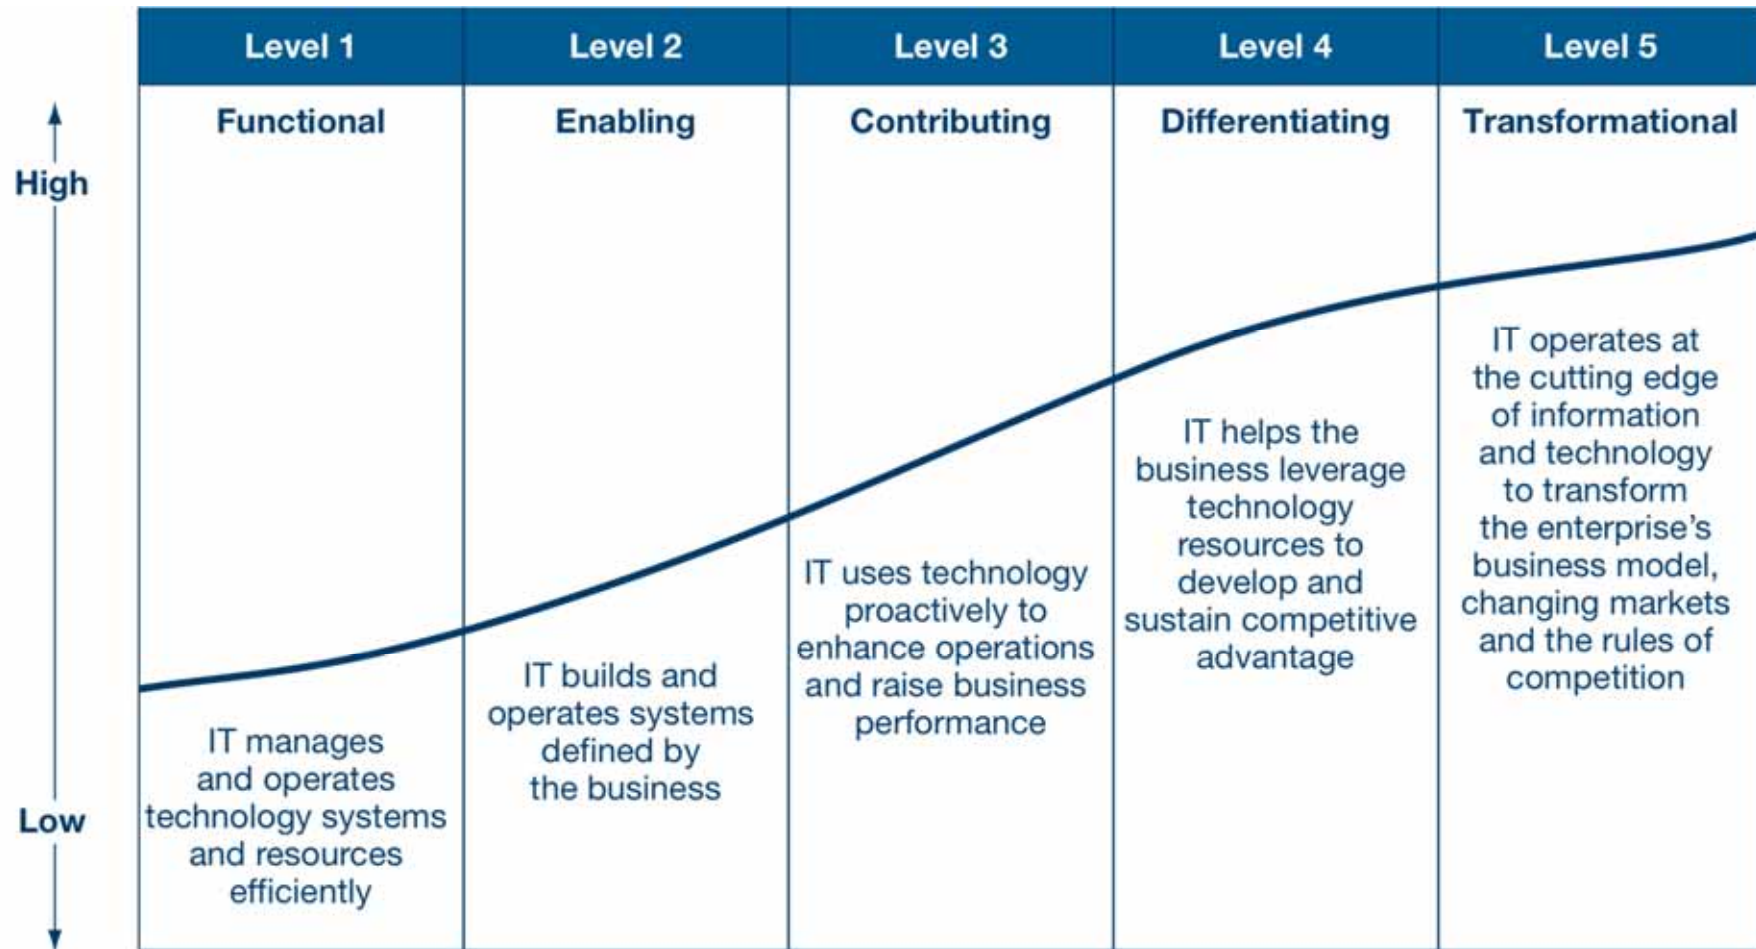 Level 1
Level 2
Level 3
Level 4
Level 5
Functional
Enabling
Contributing
Differentiating
Transformational
High
Low
IT manages
and operates
technology systems
and resources
efficiently
IT builds and
operates systems
defined by
the business
IT uses technology
proactively to
enhance operations
and raise business
performance
IT helps the
business leverage
technology
resources to
develop and
sustain competitive
advantage
IT operates at
the cutting edge
of information
and technology
to transform
the enterprise’s
business model,
changing markets
and the rules of
competition